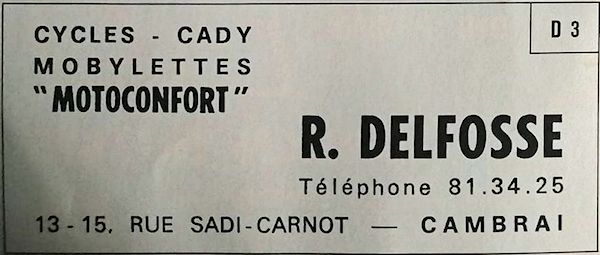 D 3
CYCLES - CADY
MOBYLETTES
"MOTOCONFORT"
R. DELFOSSE
Téléphone 81.34.25
13-15, RUE SADI-CARNOT — CAMBRAI